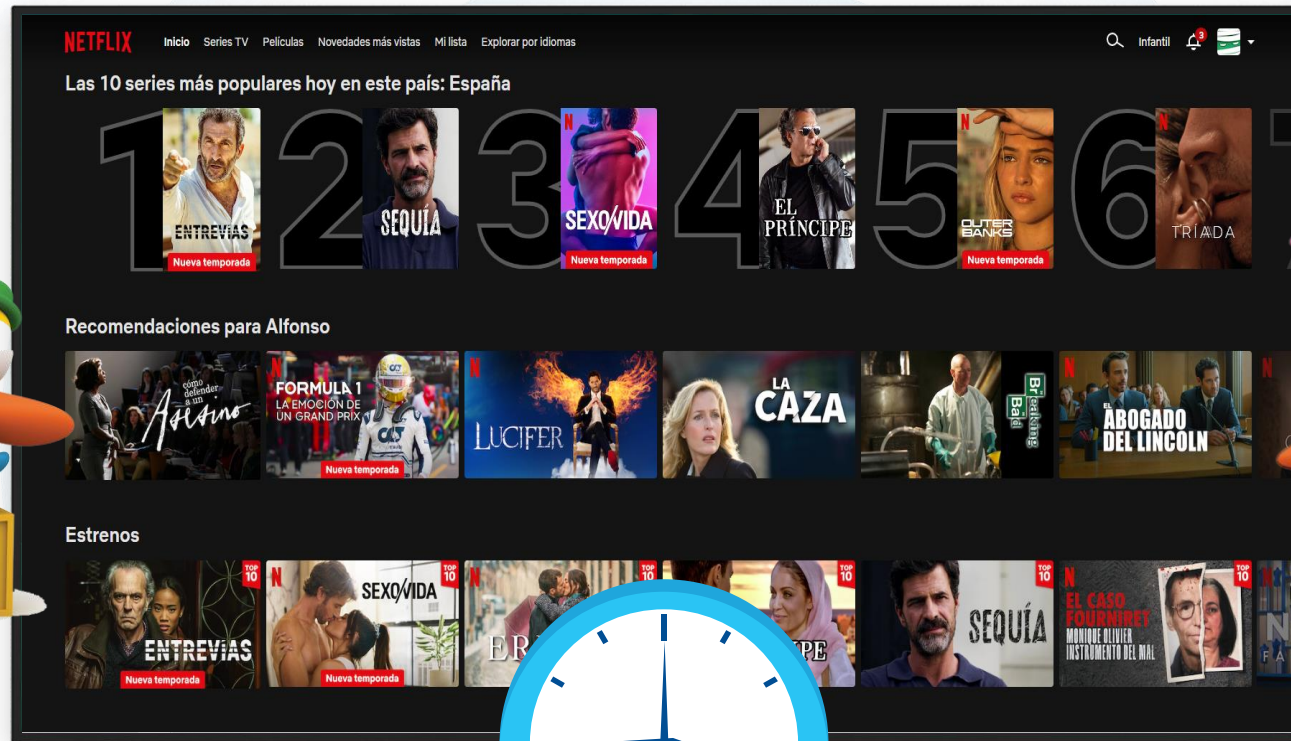 NETFLIX Inicio Series TV Películas Novedades más vistas Mi lista Explorar por idiomas Infantil 3
Las 10 series más populares hoy en este país: España
1 2 3 4 5 6
ENTREVÍAS
Nueva temporada
SEQUÍA
N
SEXO/VIDA
Nueva temporada
EL
PRÍNCIPE
N
OUTER
BANKS
Nueva temporada
N
TRÍADA
Recomendaciones para Alfonso
cómo
defender
a un
Asesino
N
FORMULA 1
LA EMOCIÓN DE
UN GRAND PRIX
Nueva temporada
N
LUCIFER
LA
CAZA
Breaking
Bad
N
EL
ABOGADO
DEL LINCOLN
N
Estrenos
TOP
10
ENTREVÍAS
Nueva temporada
N
TOP
10
SEXO/VIDA
Nueva temporada
N
TOP
10
TOP
10
TOP
10
SEQUÍA
N
TOP
10
EL CASO
FOURNIRET
MONIQUE OLIVIER
INSTRUMENTO DEL MAL